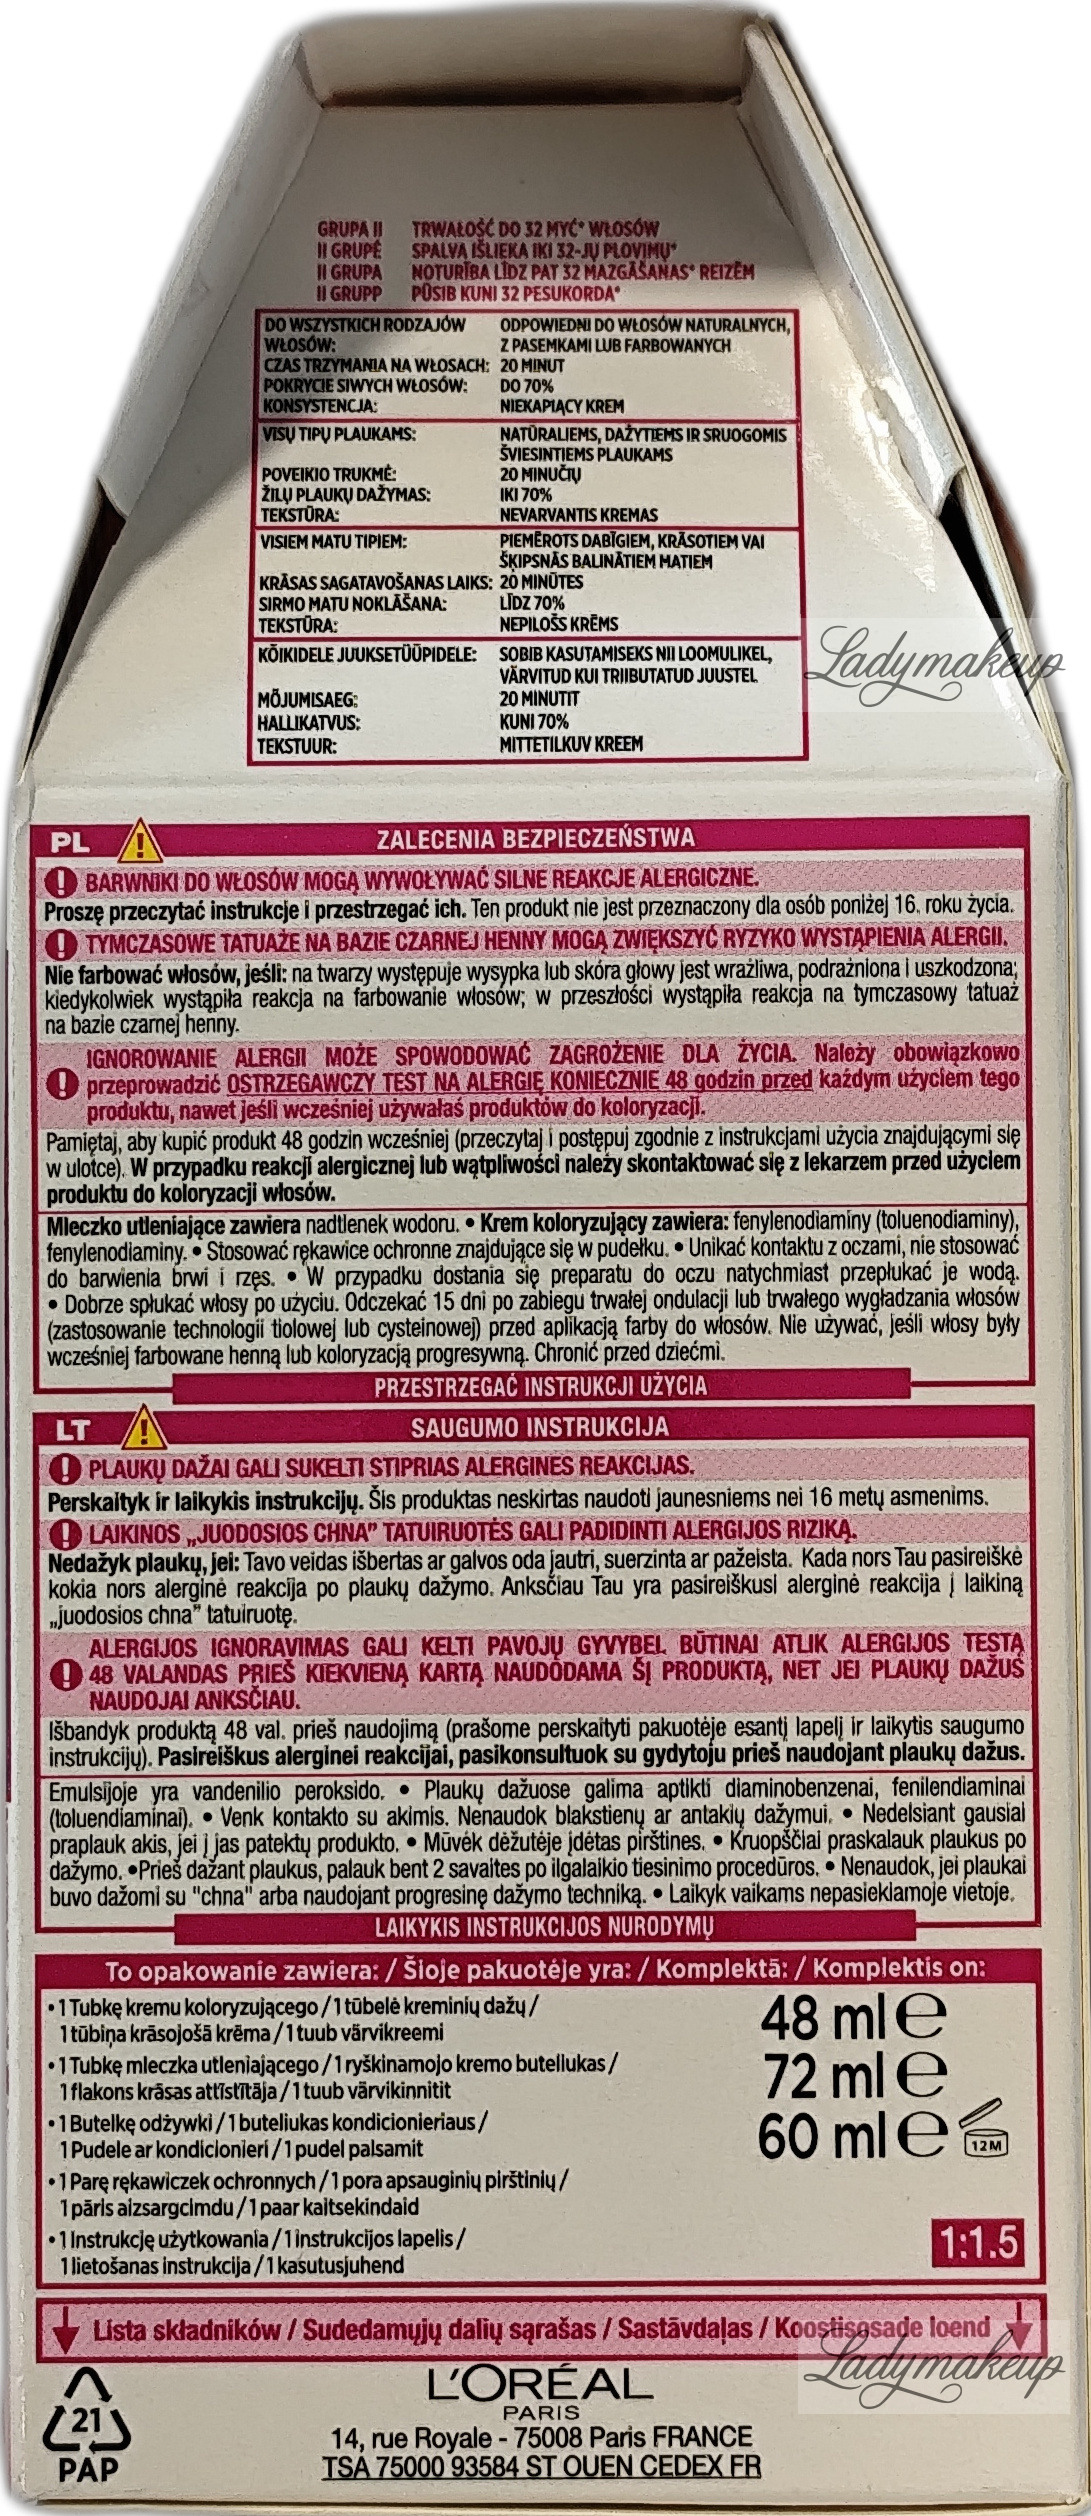 GRUPA II TRWAŁOŚĆ DO 32 MYĆ* WŁOSÓW
II GRUPĖ SPALVA IŠLIEKA IKI 32-JŲ PLOVIMŲ*
II GRUPA NOTURĪBA LĪDZ PAT 32 MAZGĀŠANAS* REIZĒM
II GRUPP PÜSIB KUNI 32 PESUKORDA*
DO WSZYSTKICH RODZAJÓW ODPOWIEDNI DO WŁOSÓW NATURALNYCH,
WŁOSÓW: Z PASEMKAMI LUB FARBOWANYCH
CZAS TRZYMANIA NA WŁOSACH: 20 MINUT
POKRYCIE SIWYCH WŁOSÓW: DO 70%
KONSYSTENCJA: NIEKAPIĄCY KREM
VISŲ TIPŲ PLAUKAMS: NATŪRALIEMS, DAŽYTIEMS IR SRUOGOMIS
ŠVIESINTIEMS PLAUKAMS
POVEIKIO TRUKMĖ: 20 MINUČIŲ
ŽILŲ PLAUKŲ DAŽYMAS: IKI 70%
TEKSTŪRA: NEVARVANTIS KREMAS
VISIEM MATU TIPIEM: PIEMĒROTS DABĪGIEM, KRĀSOTIEM VAI
ŠĶIPSNĀS BALINĀTIEM MATIEM
KRĀSAS SAGATAVOŠANAS LAIKS: 20 MINŪTES
SIRMO MATU NOKLĀŠANA: LĪDZ 70%
TEKSTŪRA: NEPILOŠS KRĒMS
KÕIKIDELE JUUKSETÜÜPIDELE: SOBIB KASUTAMISEKS NII LOOMULIKEL,
VÄRVITUD KUI TRIIBUTATUD JUUSTEL
MÕJUMISAEG: 20 MINUTIT
HALLIKATVUS: KUNI 70%
TEKSTUUR: MITTETILKUV KREEM
Ladymakeup
PL ZALECENIA BEZPIECZEŃSTWA
BARWNIKI DO WŁOSÓW MOGĄ WYWOŁYWAĆ SILNE REAKCJE ALERGICZNE.
Proszę przeczytać instrukcje i przestrzegać ich. Ten produkt nie jest przeznaczony dla osób poniżej 16. roku życia.
TYMCZASOWE TATUAŻE NA BAZIE CZARNEJ HENNY MOGĄ ZWIĘKSZYĆ RYZYKO WYSTĄPIENIA ALERGII.
Nie farbować włosów, jeśli: na twarzy występuje wysypka lub skóra głowy jest wrażliwa, podrażniona i uszkodzona;
kiedykolwiek wystąpiła reakcja na farbowanie włosów; w przeszłości wystąpiła reakcja na tymczasowy tatuaż
na bazie czarnej henny.
IGNOROWANIE ALERGII MOŻE SPOWODOWAĆ ZAGROŻENIE DLA ŻYCIA. Należy obowiązkowo
przeprowadzić OSTRZEGAWCZY TEST NA ALERGIĘ KONIECZNIE 48 godzin przed każdym użyciem tego
produktu, nawet jeśli wcześniej używałaś produktów do koloryzacji.
Pamiętaj, aby kupić produkt 48 godzin wcześniej (przeczytaj i postępuj zgodnie z instrukcjami użycia znajdującymi się
w ulotce). W przypadku reakcji alergicznej lub wątpliwości należy skontaktować się z lekarzem przed użyciem
produktu do koloryzacji włosów.
Mleczko utleniające zawiera nadtlenek wodoru. • Krem koloryzujący zawiera: fenylenodiaminy (toluenodiaminy),
fenylenodiaminy. • Stosować rękawice ochronne znajdujące się w pudełku. • Unikać kontaktu z oczami, nie stosować
do barwienia brwi i rzęs. • W przypadku dostania się preparatu do oczu natychmiast przepłukać je wodą.
• Dobrze spłukać włosy po użyciu. Odczekać 15 dni po zabiegu trwałej ondulacji lub trwałego wygładzania włosów
(zastosowanie technologii tiolowej lub cysteinowej) przed aplikacją farby do włosów. Nie używać, jeśli włosy były
wcześniej farbowane henną lub koloryzacją progresywną. Chronić przed dziećmi.
PRZESTRZEGAĆ INSTRUKCJI UŻYCIA
LT SAUGUMO INSTRUKCIJA
PLAUKŲ DAŽAI GALI SUKELTI STIPRIAS ALERGINES REAKCIJAS.
Perskaityk ir laikykis instrukcijų. Šis produktas neskirtas naudoti jaunesniems nei 16 metų asmenims.
LAIKINOS „JUODOSIOS CHNA” TATUIRUOTĖS GALI PADIDINTI ALERGIJOS RIZIKĄ.
Nedažyk plaukų, jei: Tavo veidas išbertas ar galvos oda jautri, suerzinta ar pažeista. Kada nors Tau pasireiškė
kokia nors alerginė reakcija po plaukų dažymo. Anksčiau Tau yra pasireiškusi alerginė reakcija į laikiną
„juodosios chna” tatuiruotę.
ALERGIJOS IGNORAVIMAS GALI KELTI PAVOJŲ GYVYBEI. BŪTINAI ATLIK ALERGIJOS TESTĄ
48 VALANDAS PRIEŠ KIEKVIENĄ KARTĄ NAUDODAMA ŠĮ PRODUKTĄ, NET JEI PLAUKŲ DAŽUS
NAUDOJAI ANKSČIAU.
Išbandyk produktą 48 val. prieš naudojimą (prašome perskaityti pakuotėje esantį lapelį ir laikytis saugumo
instrukcijų). Pasireiškus alerginei reakcijai, pasikonsultuok su gydytoju prieš naudojant plaukų dažus.
Emulsijoje yra vandenilio peroksido. • Plaukų dažuose galima aptikti diaminobenzenai, fenilendiaminai
(toluendiaminai). • Venk kontakto su akimis. Nenaudok blakstienų ar antakių dažymui. • Nedelsiant gausiai
praplauk akis, jei į jas patektų produkto. • Mūvėk dėžutėje įdėtas pirštines. • Kruopščiai praskalauk plaukus po
dažymo. •Prieš dažant plaukus, palauk bent 2 savaites po ilgalaikio tiesinimo procedūros. • Nenaudok, jei plaukai
buvo dažomi su "chna" arba naudojant progresinę dažymo techniką. • Laikyk vaikams nepasiekiamoje vietoje.
LAIKYKIS INSTRUKCIJOS NURODYMŲ
To opakowanie zawiera: / Šioje pakuotėje yra: / Komplektā: / Komplektis on:
• 1 Tubkę kremu koloryzującego / 1 tūbelė kreminių dažų /
1 tūbiņa krāsojošā krēma / 1 tuub värvikreemi
48 ml e
• 1 Tubkę mleczka utleniającego / 1 ryškinamojo kremo buteliukas /
1 flakons krāsas attīstītāja / 1 tuub värvikinnitit
72 ml e
• 1 Butelkę odżywki / 1 buteliukas kondicionieriaus /
1 Pudele ar kondicionieri / 1 pudel palsamit
60 ml e 12M
• 1 Parę rękawiczek ochronnych / 1 pora apsauginių pirštinių /
1 pāris aizsargcimdu / 1 paar kaitsekindaid
• 1 Instrukcję użytkowania / 1 instrukcijos lapelis /
1 lietošanas instrukcija / 1 kasutusjuhend
1:1.5
Lista składników / Sudedamųjų dalių sąrašas / Sastāvdaļas / Koostisosade loend
Ladymakeup
21
PAP
L'ORÉAL
PARIS
14, rue Royale - 75008 Paris FRANCE
TSA 75000 93584 ST OUEN CEDEX FR